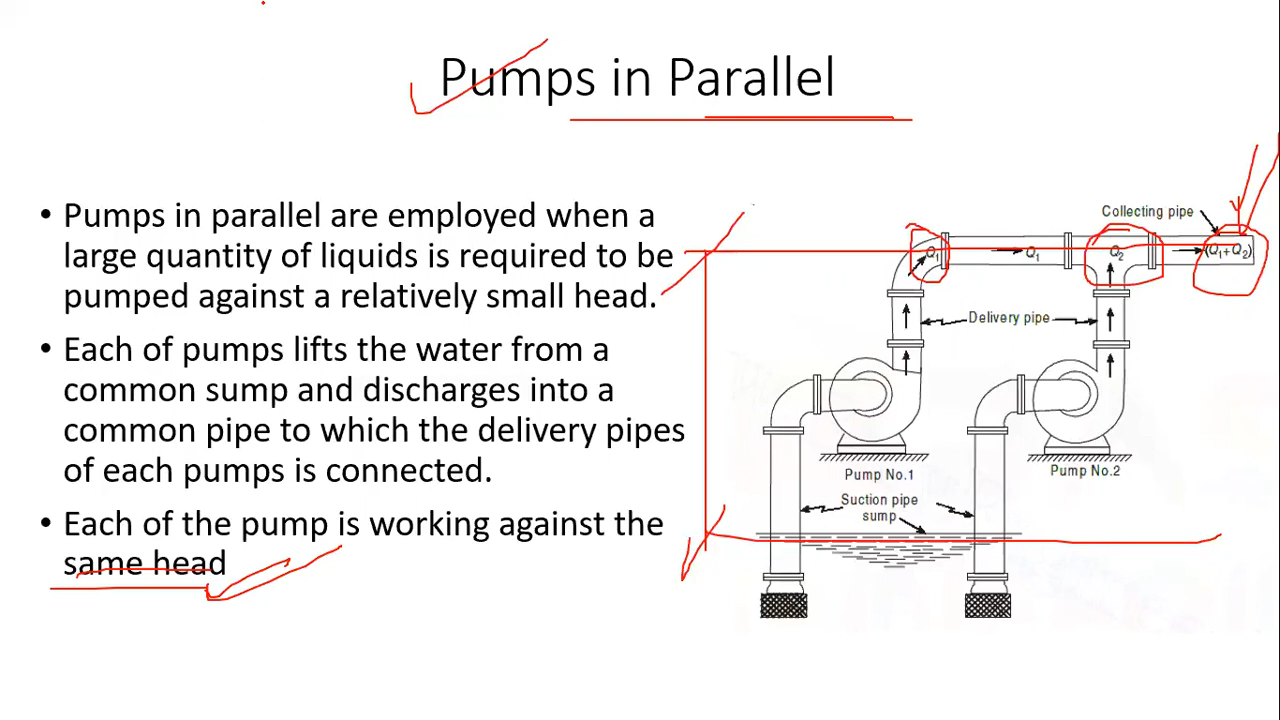 Pumps in Parallel
• Pumps in parallel are employed when a
large quantity of liquids is required to be
pumped against a relatively small head.
• Each of pumps lifts the water from a
common sump and discharges into a
common pipe to which the delivery pipes
of each pumps is connected.
• Each of the pump is working against the
same head
Collecting pipe
Q1
Q1
Q2
(Q1+Q2)
Delivery pipe
Pump No.1
Pump No.2
Suction pipe
sump